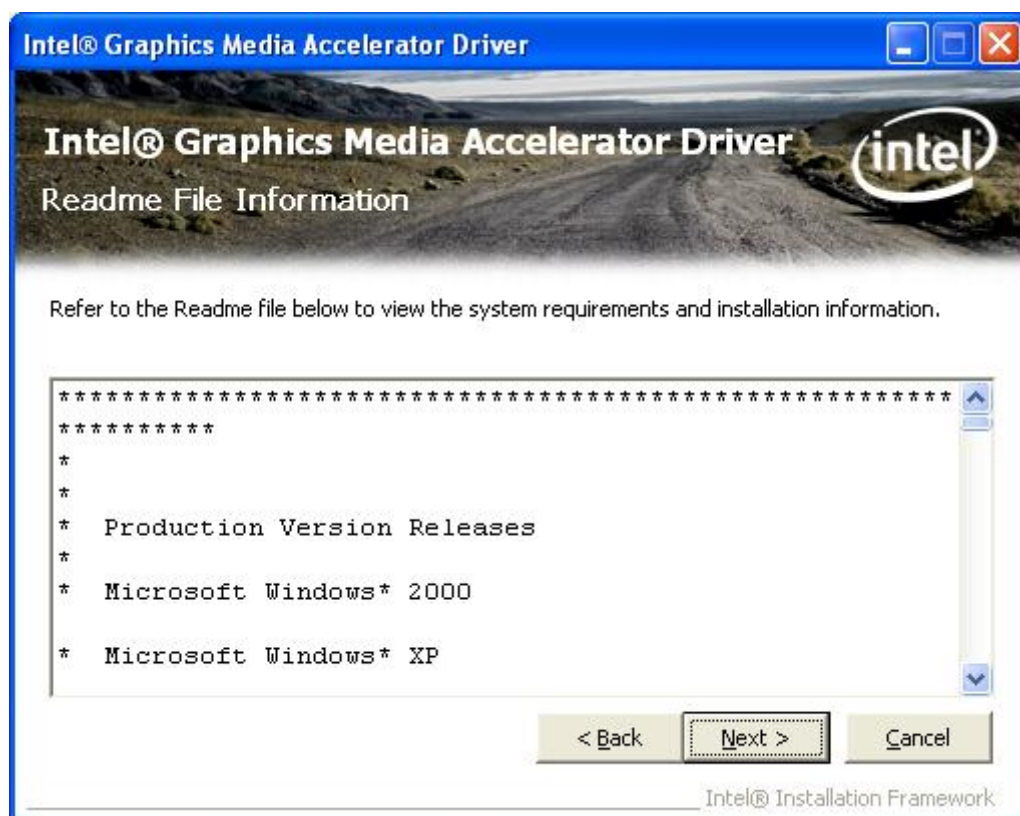 Intel® Graphics Media Accelerator Driver
Intel® Graphics Media Accelerator Driver
intel
Readme File Information
Refer to the Readme file below to view the system requirements and installation information.
********************************************************
**********
*
*
* Production Version Releases
*
* Microsoft Windows* 2000
* Microsoft Windows* XP
< Back
Next >
Cancel
Intel® Installation Framework